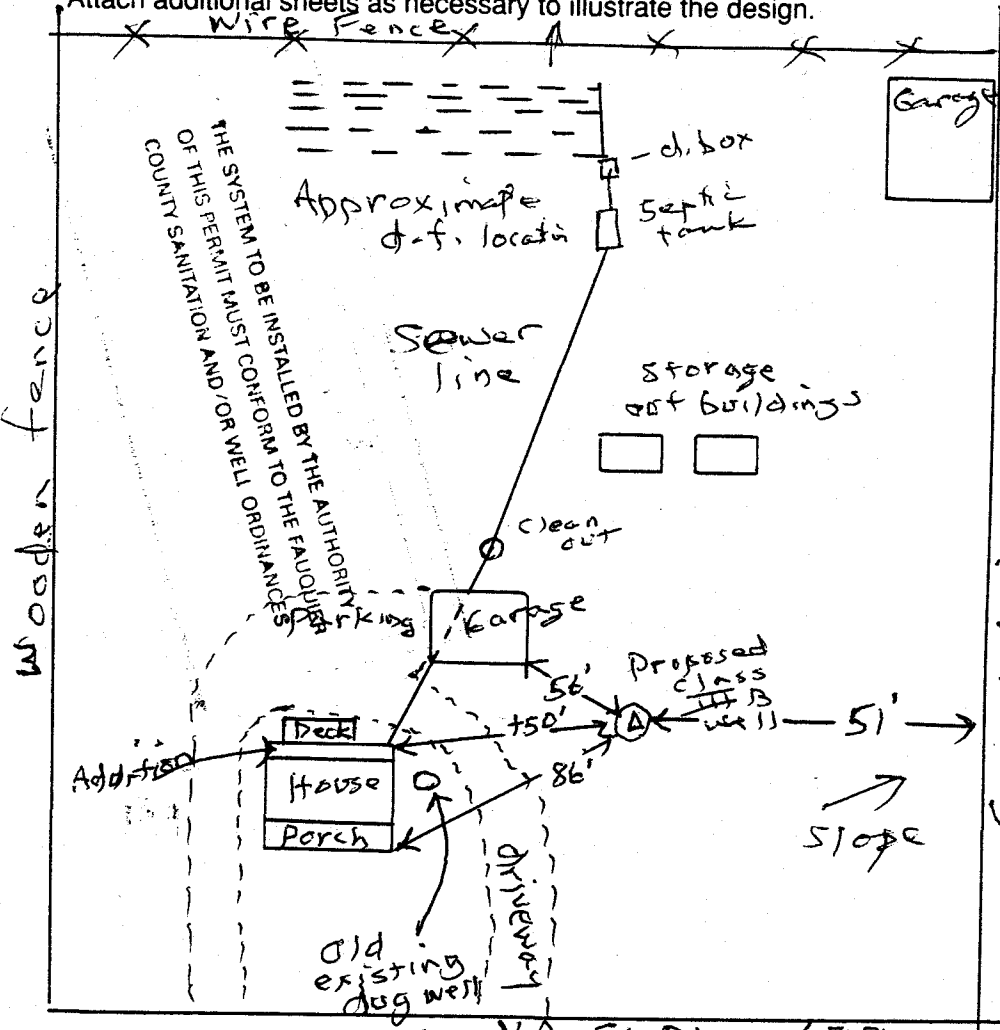 Attach additional sheets as necessary to illustrate the design.
Wire Fence
Garage
d.box
Septic
tank
Approximate
d.f. locatin
THE SYSTEM TO BE INSTALLED BY THE AUTHORITY
OF THIS PERMIT MUST CONFORM TO THE FAUQUIER
COUNTY SANITATION AND/OR WELL ORDINANCES
Wooden fence
Sewer
line
Storage
out buildings
Clean
out
Parking
Garage
Proposed
class
III B
well
56'
+50'
51'
86'
Deck
Addition
House
Porch
Slope
driveway
Old
existing
dug well